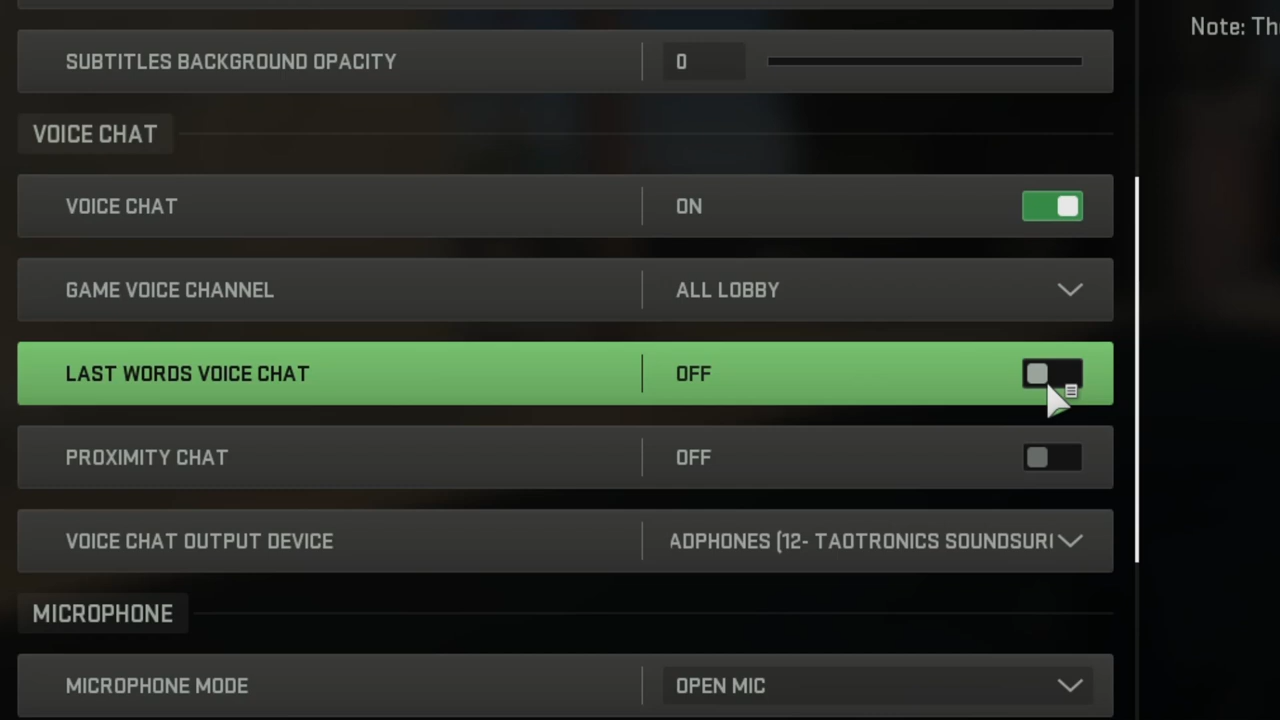 Note: Th
SUBTITLES BACKGROUND OPACITY 0
VOICE CHAT
VOICE CHAT ON
GAME VOICE CHANNEL ALL LOBBY
LAST WORDS VOICE CHAT OFF
PROXIMITY CHAT OFF
VOICE CHAT OUTPUT DEVICE ADPHONES (12- TAOTRONICS SOUNDSURI
MICROPHONE
MICROPHONE MODE OPEN MIC